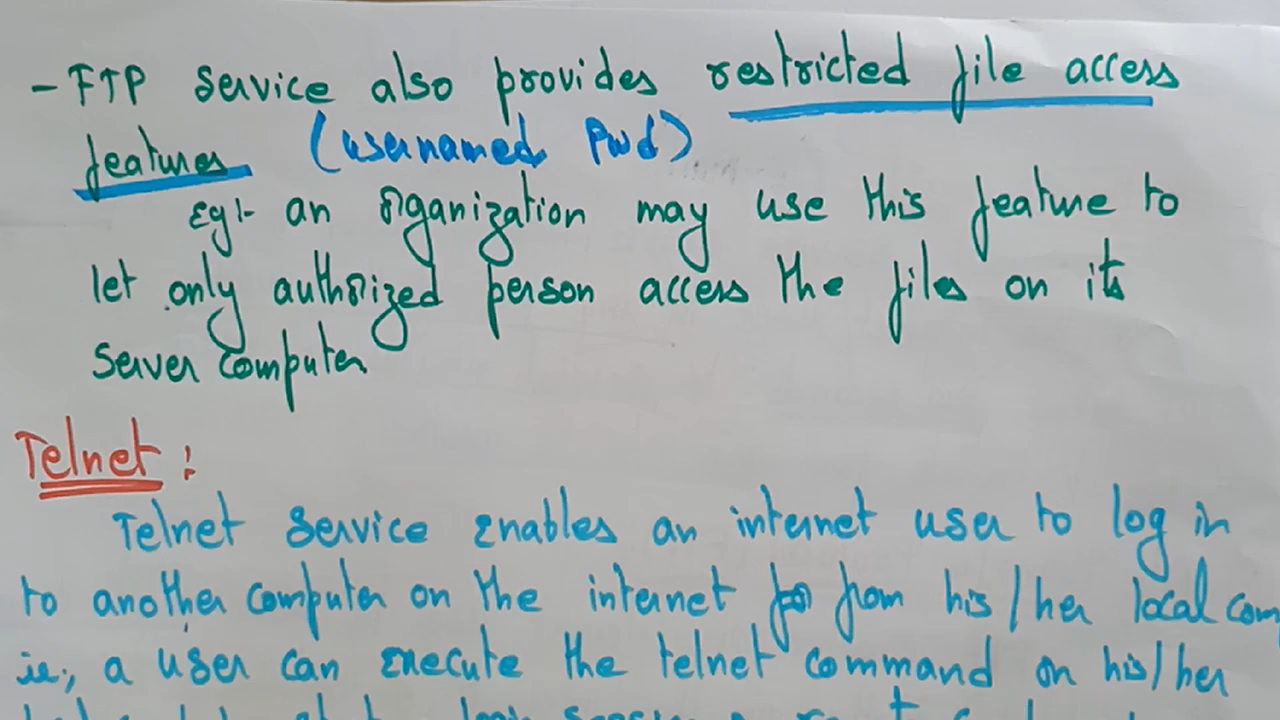 - FTP service also provides restricted file access
features (usernamed Pwd)
Eg:- an organization may use this feature to
let only authorized person access the files on its
Server computer
Telnet :
Telnet Service enables an internet user to log in
to another computer on the internet from his/her local com
ie., a user can execute the telnet command on his/her